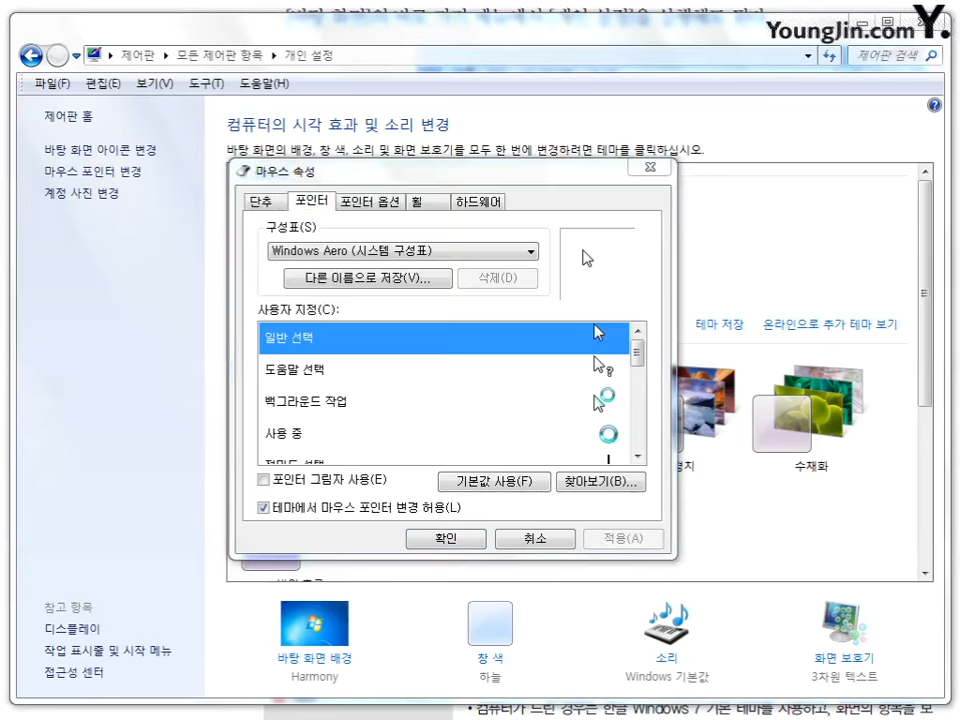 YoungJin.com Y.
제어판 ▸ 모든 제어판 항목 ▸ 개인 설정
제어판 검색
파일(F) 편집(E) 보기(V) 도구(T) 도움말(H)
제어판 홈
바탕 화면 아이콘 변경
마우스 포인터 변경
계정 사진 변경
컴퓨터의 시각 효과 및 소리 변경
바탕 화면의 배경, 창 색, 소리 및 화면 보호기를 모두 한 번에 변경하려면 테마를 클릭하십시오.
마우스 속성
단추 포인터 포인터 옵션 휠 하드웨어
구성표(S)
Windows Aero (시스템 구성표)
다른 이름으로 저장(V)... 삭제(D)
사용자 지정(C):
일반 선택
도움말 선택
백그라운드 작업
사용 중
포인터 그림자 사용(E)
기본값 사용(F) 찾아보기(B)...
테마에서 마우스 포인터 변경 허용(L)
확인 취소 적용(A)
테마 저장 온라인으로 추가 테마 보기
수채화
참고 항목
디스플레이
작업 표시줄 및 시작 메뉴
접근성 센터
바탕 화면 배경
Harmony
창 색
하늘
소리
Windows 기본값
화면 보호기
3차원 텍스트